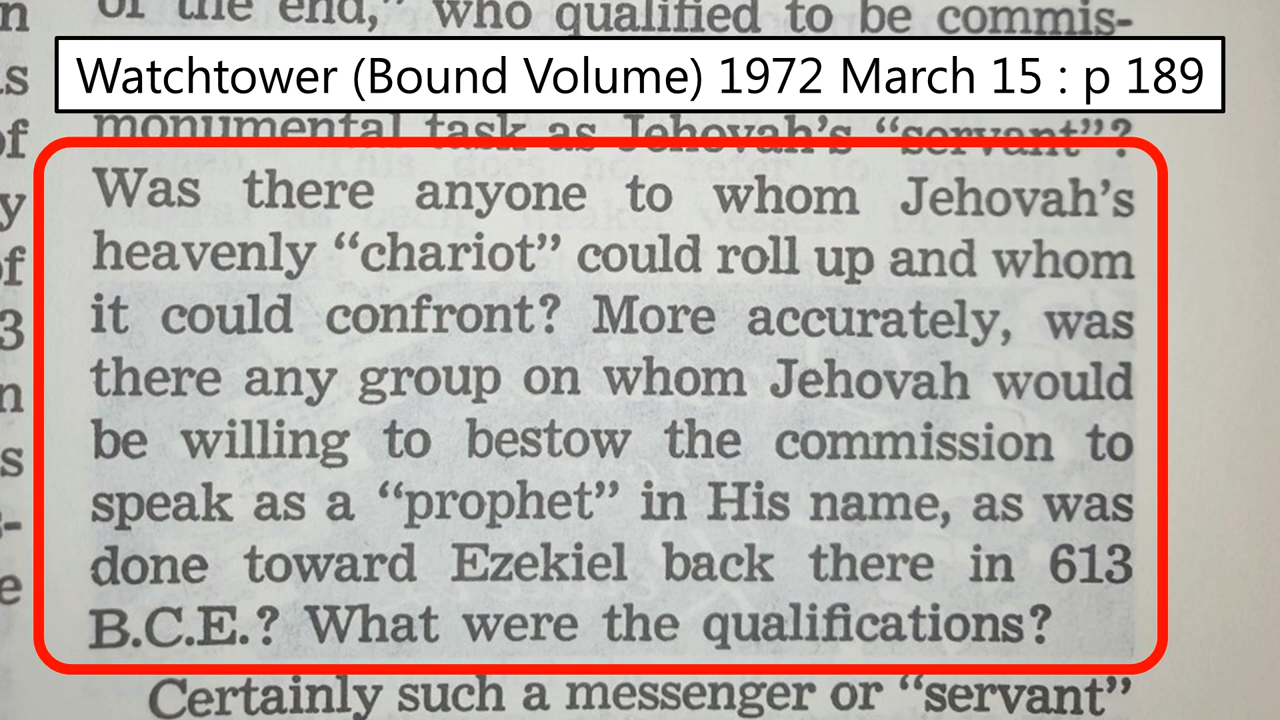 of the end," who qualified to be commis-
Watchtower (Bound Volume) 1972 March 15 : p 189
monumental task as Jehovah's "servant"?
Was there anyone to whom Jehovah's
heavenly "chariot" could roll up and whom
it could confront? More accurately, was
there any group on whom Jehovah would
be willing to bestow the commission to
speak as a "prophet" in His name, as was
done toward Ezekiel back there in 613
B.C.E.? What were the qualifications?
Certainly such a messenger or "servant"